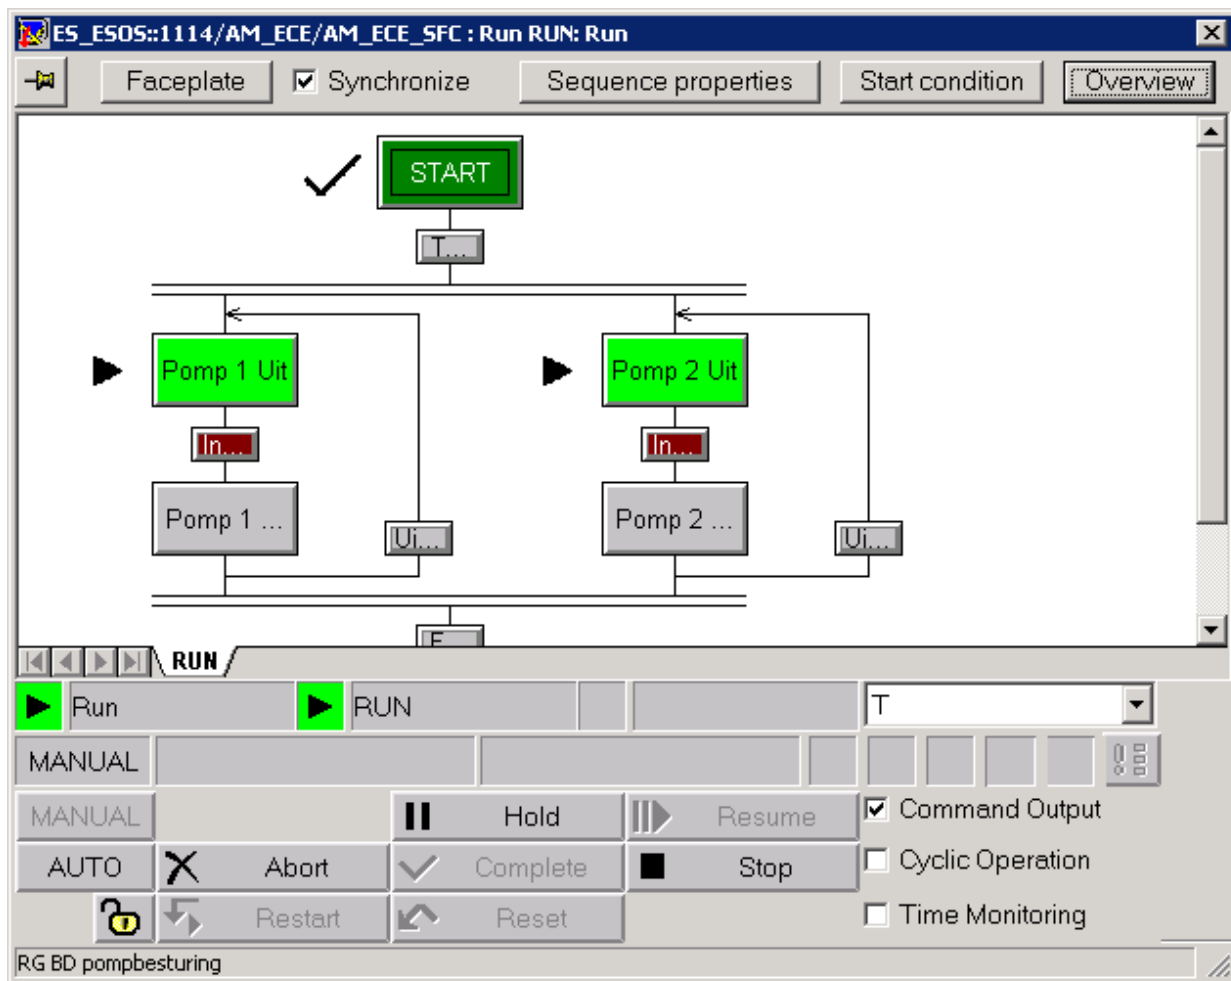 ES_ESOS::1114/AM_ECE/AM_ECE_SFC : Run RUN: Run
Faceplate Synchronize Sequence properties Start condition Overview
START
T...
Pomp 1 Uit Pomp 2 Uit
In... In...
Pomp 1 ... Pomp 2 ...
Ui... Ui...
RUN
Run RUN T
MANUAL
MANUAL Hold Resume Command Output
AUTO Abort Complete Stop Cyclic Operation
Restart Reset Time Monitoring
RG BD pompbesturing